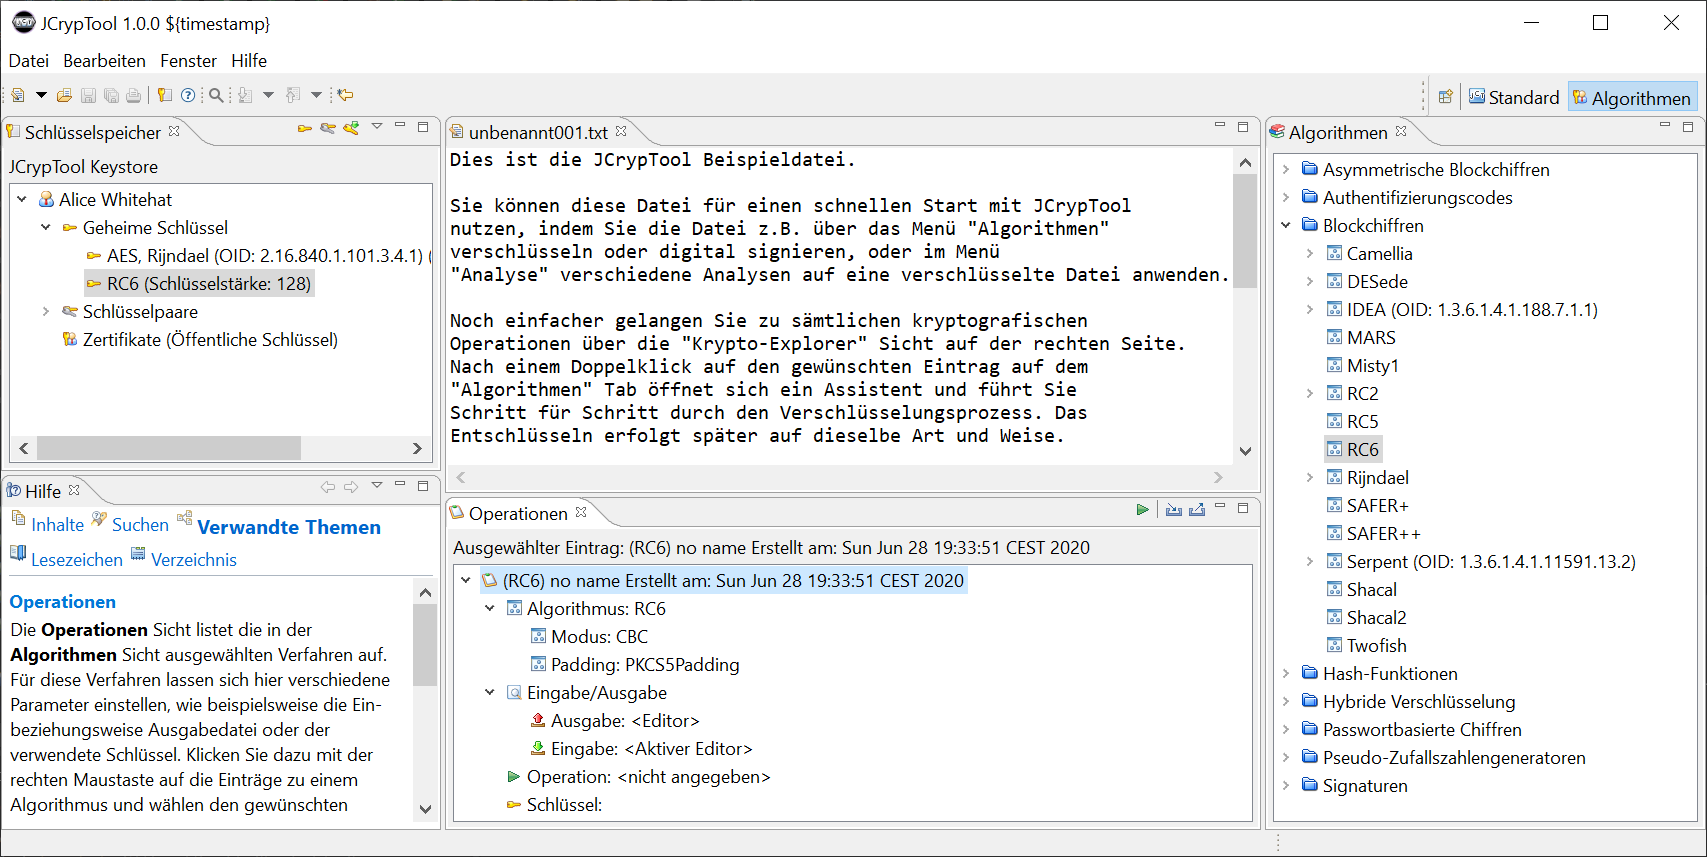 JCrypTool 1.0.0 ${timestamp}
Datei Bearbeiten Fenster Hilfe
Standard Algorithmen
Schlüsselspeicher
JCrypTool Keystore
Alice Whitehat
Geheime Schlüssel
AES, Rijndael (OID: 2.16.840.1.101.3.4.1) (
RC6 (Schlüsselstärke: 128)
Schlüsselpaare
Zertifikate (Öffentliche Schlüssel)
Hilfe
Inhalte Suchen Verwandte Themen
Lesezeichen Verzeichnis
Operationen
Die Operationen Sicht listet die in der
Algorithmen Sicht ausgewählten Verfahren auf.
Für diese Verfahren lassen sich hier verschiedene
Parameter einstellen, wie beispielsweise die Ein-
beziehungsweise Ausgabedatei oder der
verwendete Schlüssel. Klicken Sie dazu mit der
rechten Maustaste auf die Einträge zu einem
Algorithmus und wählen den gewünschten
unbenannt001.txt
Dies ist die JCrypTool Beispieldatei.
Sie können diese Datei für einen schnellen Start mit JCrypTool
nutzen, indem Sie die Datei z.B. über das Menü "Algorithmen"
verschlüsseln oder digital signieren, oder im Menü
"Analyse" verschiedene Analysen auf eine verschlüsselte Datei anwenden.
Noch einfacher gelangen Sie zu sämtlichen kryptografischen
Operationen über die "Krypto-Explorer" Sicht auf der rechten Seite.
Nach einem Doppelklick auf den gewünschten Eintrag auf dem
"Algorithmen" Tab öffnet sich ein Assistent und führt Sie
Schritt für Schritt durch den Verschlüsselungsprozess. Das
Entschlüsseln erfolgt später auf dieselbe Art und Weise.
Operationen
Ausgewählter Eintrag: (RC6) no name Erstellt am: Sun Jun 28 19:33:51 CEST 2020
(RC6) no name Erstellt am: Sun Jun 28 19:33:51 CEST 2020
Algorithmus: RC6
Modus: CBC
Padding: PKCS5Padding
Eingabe/Ausgabe
Ausgabe: <Editor>
Eingabe: <Aktiver Editor>
Operation: <nicht angegeben>
Schlüssel:
Algorithmen
Asymmetrische Blockchiffren
Authentifizierungscodes
Blockchiffren
Camellia
DESede
IDEA (OID: 1.3.6.1.4.1.188.7.1.1)
MARS
Misty1
RC2
RC5
RC6
Rijndael
SAFER+
SAFER++
Serpent (OID: 1.3.6.1.4.1.11591.13.2)
Shacal
Shacal2
Twofish
Hash-Funktionen
Hybride Verschlüsselung
Passwortbasierte Chiffren
Pseudo-Zufallszahlengeneratoren
Signaturen